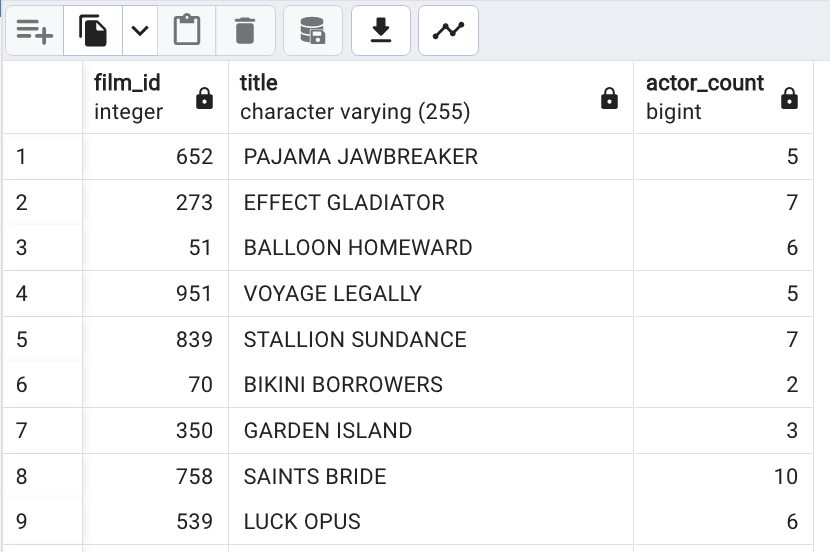 film_id title actor_count
integer character varying (255) bigint
1 652 PAJAMA JAWBREAKER 5
2 273 EFFECT GLADIATOR 7
3 51 BALLOON HOMEWARD 6
4 951 VOYAGE LEGALLY 5
5 839 STALLION SUNDANCE 7
6 70 BIKINI BORROWERS 2
7 350 GARDEN ISLAND 3
8 758 SAINTS BRIDE 10
9 539 LUCK OPUS 6